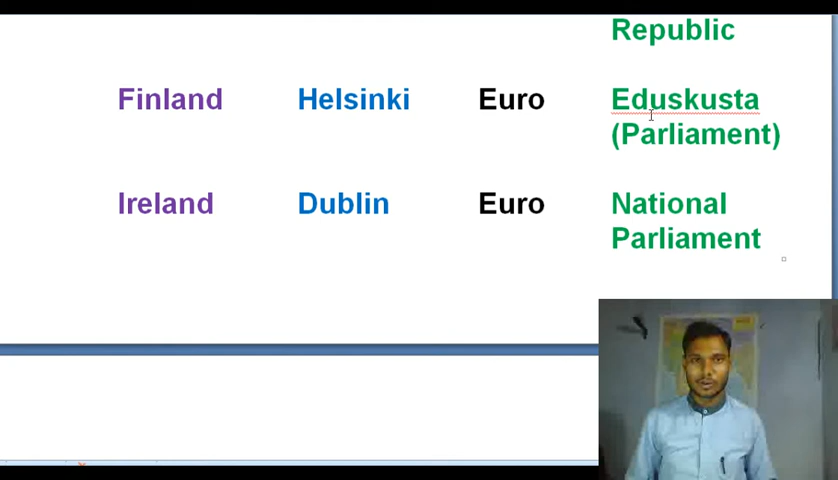 Republic
Finland Helsinki Euro Eduskusta
(Parliament)
Ireland Dublin Euro National
Parliament